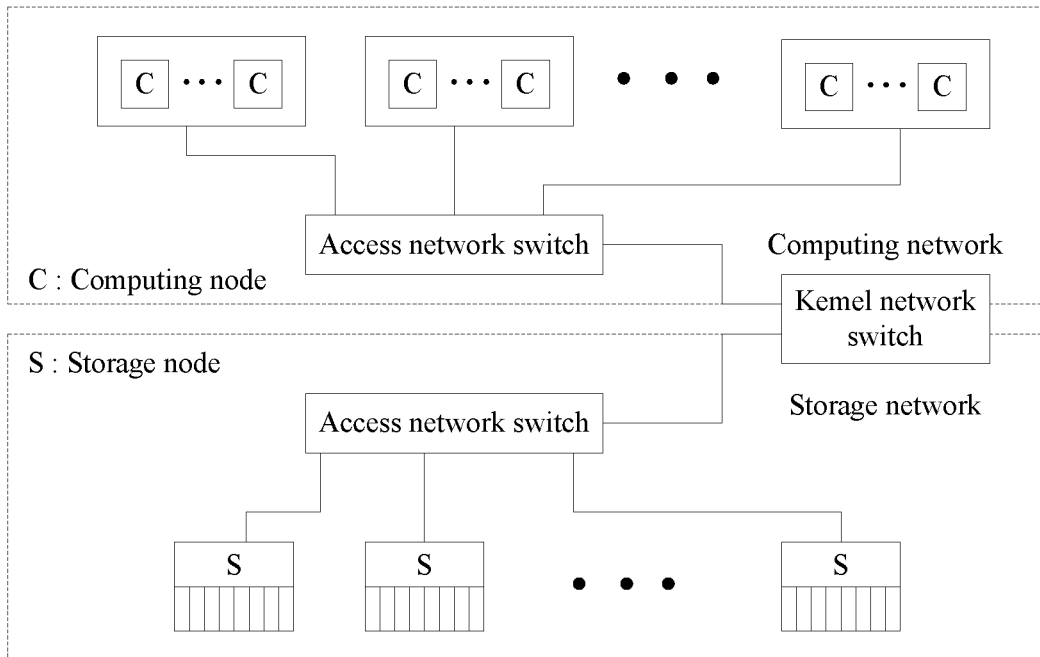 C ••• C
C ••• C
• • •
C ••• C
Access network switch
Computing network
C : Computing node
Kemel network
switch
S : Storage node
Access network switch
Storage network
S
S
• • •
S